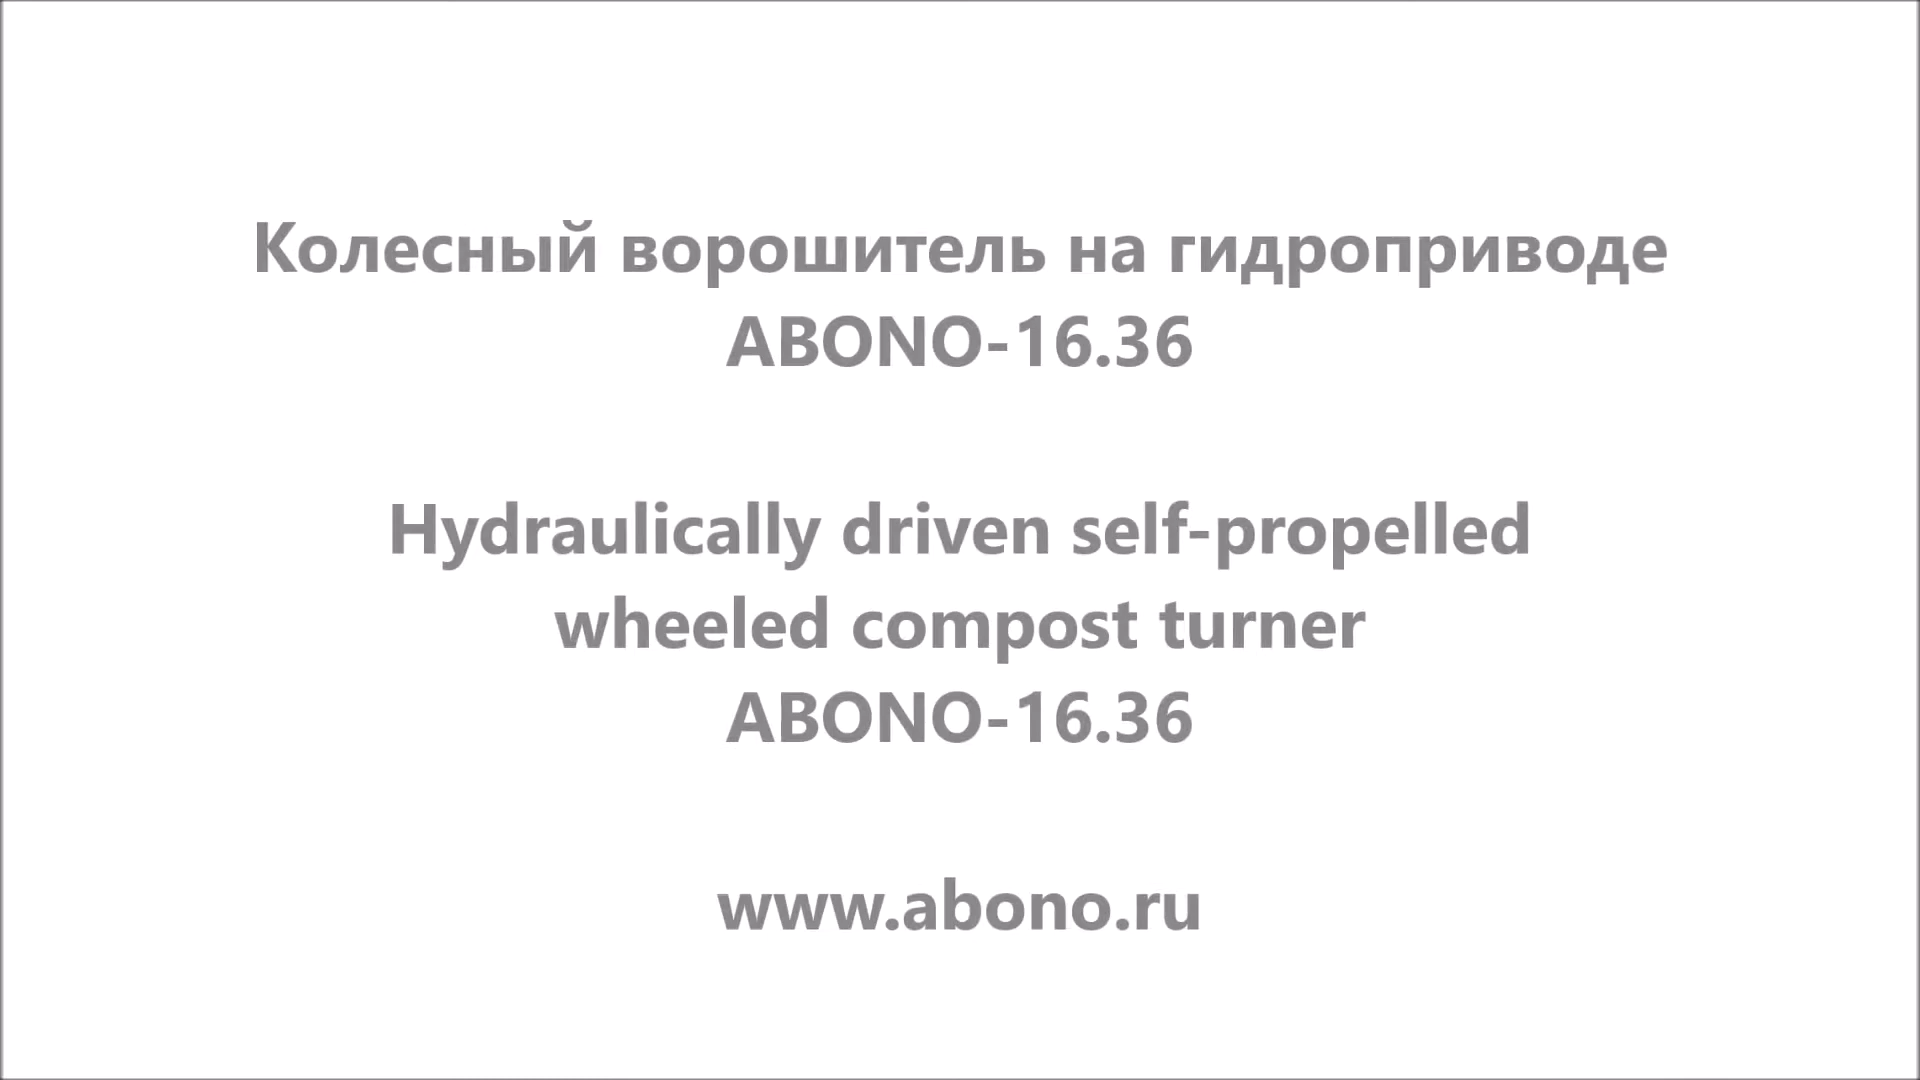 Колесный ворошитель на гидроприводе
ABONO-16.36
Hydraulically driven self-propelled
wheeled compost turner
ABONO-16.36
www.abono.ru